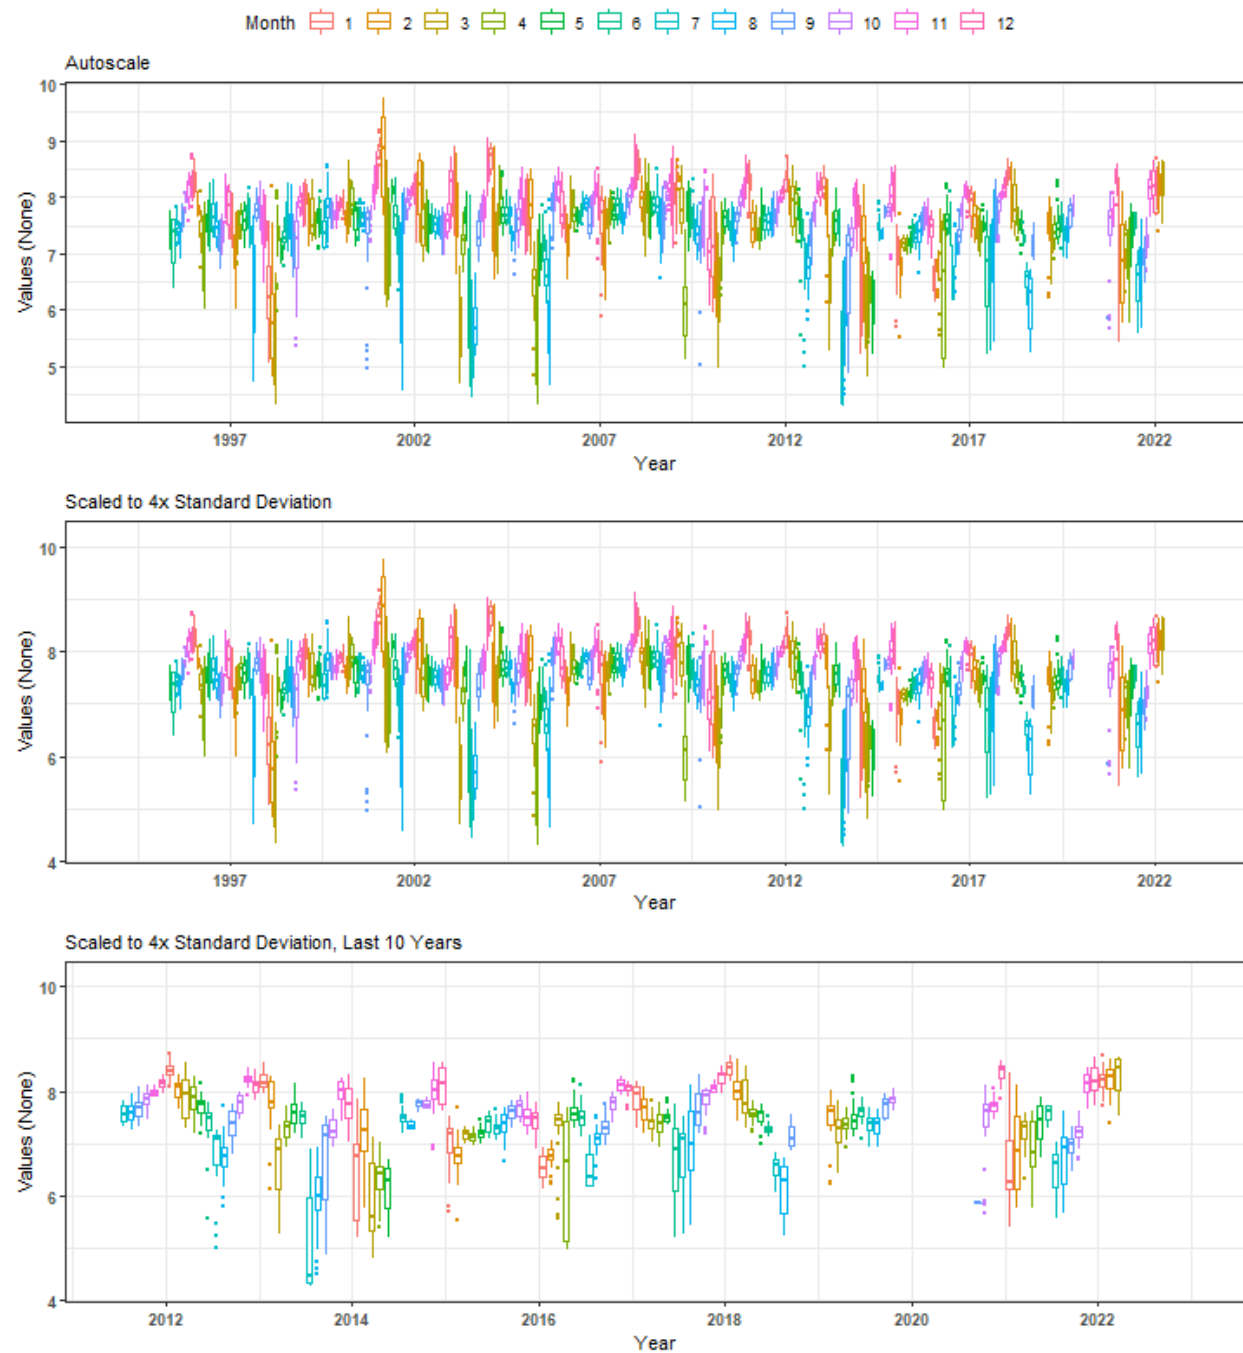 Month 1 2 3 4 5 6 7 8 9 10 11 12
Autoscale
10
9
8
7
6
5
Values (None)
1997 2002 2007 2012 2017 2022
Year
Scaled to 4x Standard Deviation
10
8
6
4
Values (None)
1997 2002 2007 2012 2017 2022
Year
Scaled to 4x Standard Deviation, Last 10 Years
10
8
6
4
Values (None)
2012 2014 2016 2018 2020 2022
Year